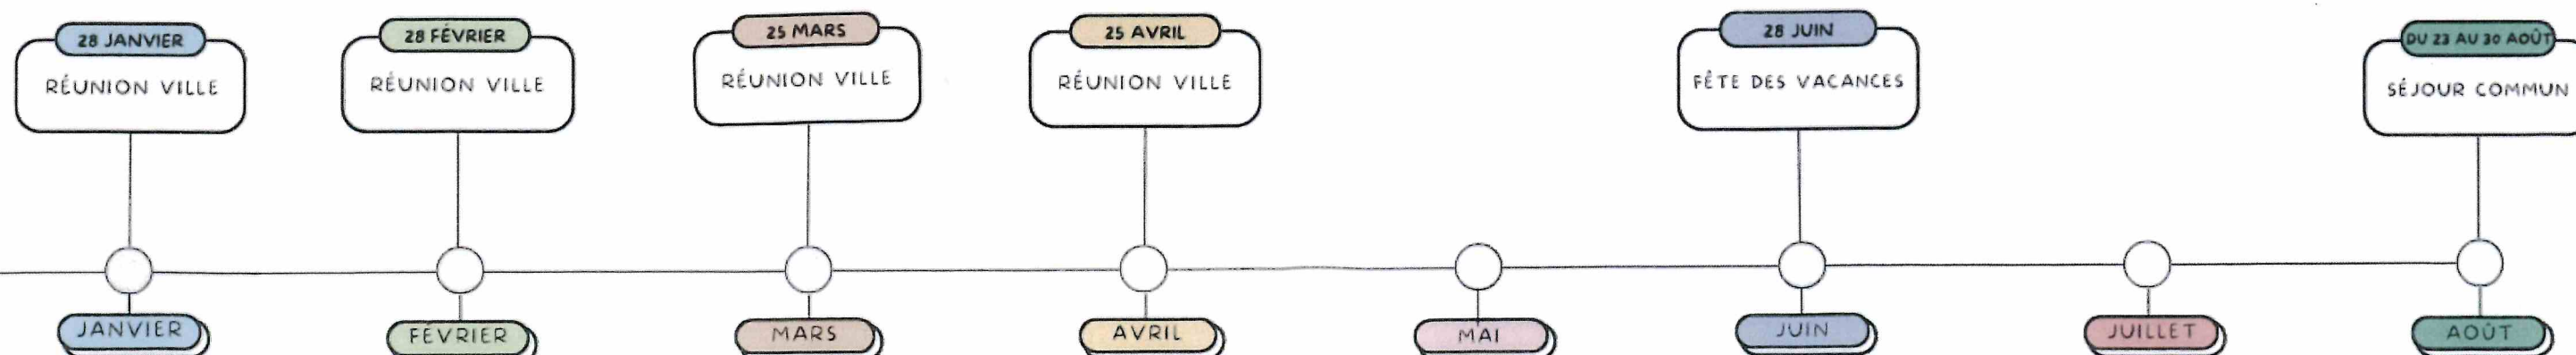 28 JANVIER
RÉUNION VILLE
28 FÉVRIER
RÉUNION VILLE
25 MARS
RÉUNION VILLE
25 AVRIL
RÉUNION VILLE
28 JUIN
FÊTE DES VACANCES
DU 23 AU 30 AOÛT
SÉJOUR COMMUN
JANVIER
FÉVRIER
MARS
AVRIL
MAI
JUIN
JUILLET
AOÛT